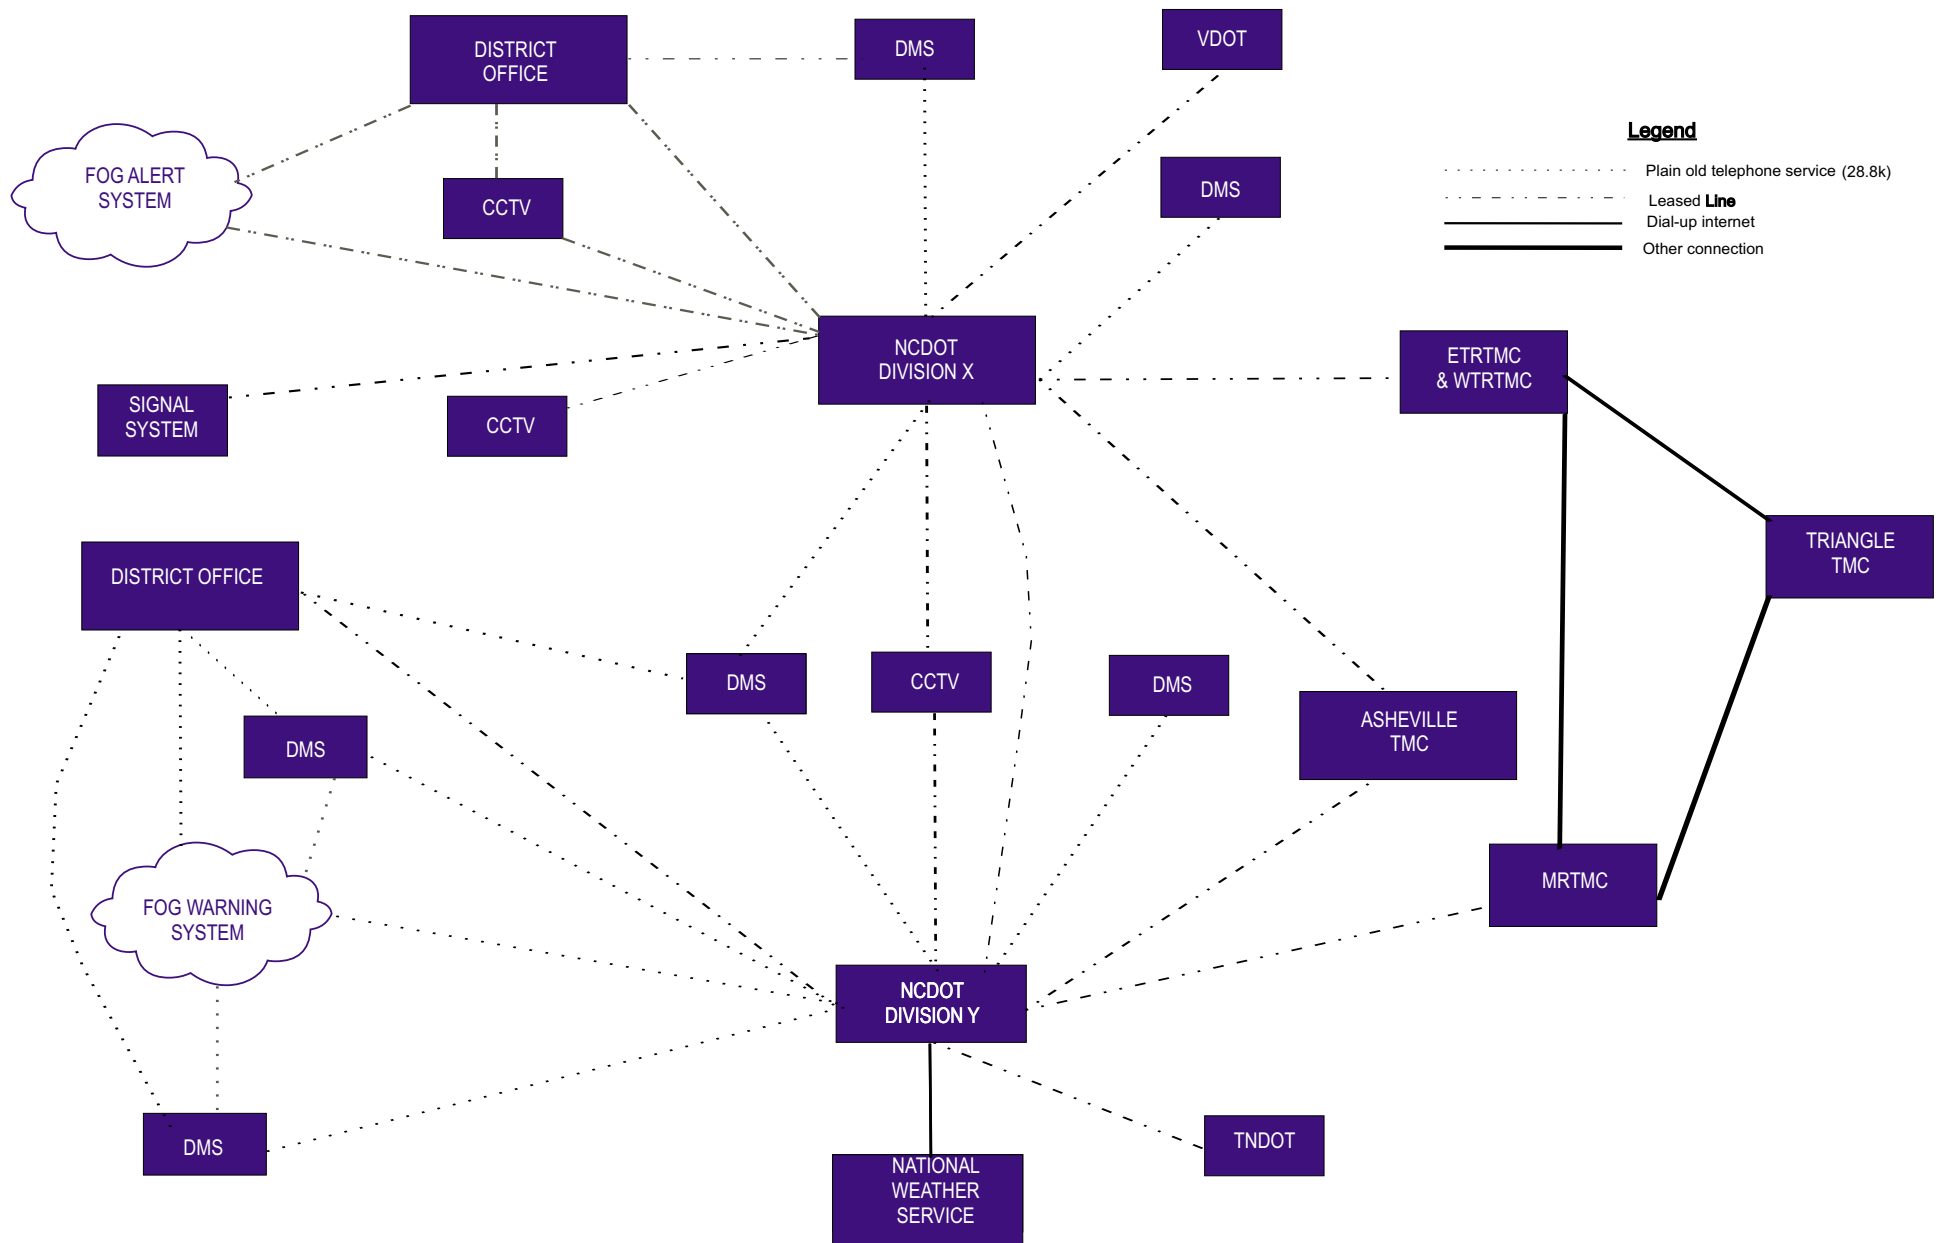 DISTRICT
OFFICE
DMS
VDOT
Legend
Plain old telephone service (28.8k)
Leased Line
Dial-up internet
Other connection
FOG ALERT
SYSTEM
CCTV
DMS
NCDOT
DIVISION X
ETRTMC
& WTRTMC
SIGNAL
SYSTEM
CCTV
TRIANGLE
TMC
DISTRICT OFFICE
DMS
CCTV
DMS
ASHEVILLE
TMC
DMS
MRTMC
FOG WARNING
SYSTEM
NCDOT
DIVISION Y
DMS
TNDOT
NATIONAL
WEATHER
SERVICE